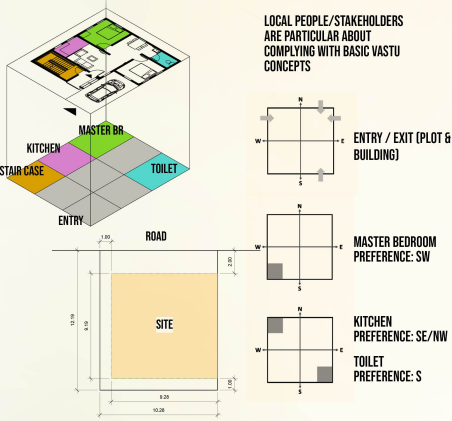 LOCAL PEOPLE/STAKEHOLDERS
ARE PARTICULAR ABOUT
COMPLYING WITH BASIC VASTU
CONCEPTS
MASTER BR
KITCHEN
STAIR CASE
TOILET
ENTRY
N
W
E
S
ENTRY / EXIT (PLOT &
BUILDING)
ROAD
1.00
2.50
12.19
9.19
SITE
1.00
9.28
10.28
N
W
E
S
MASTER BEDROOM
PREFERENCE: SW
N
W
E
S
KITCHEN
PREFERENCE: SE/NW
TOILET
PREFERENCE: S